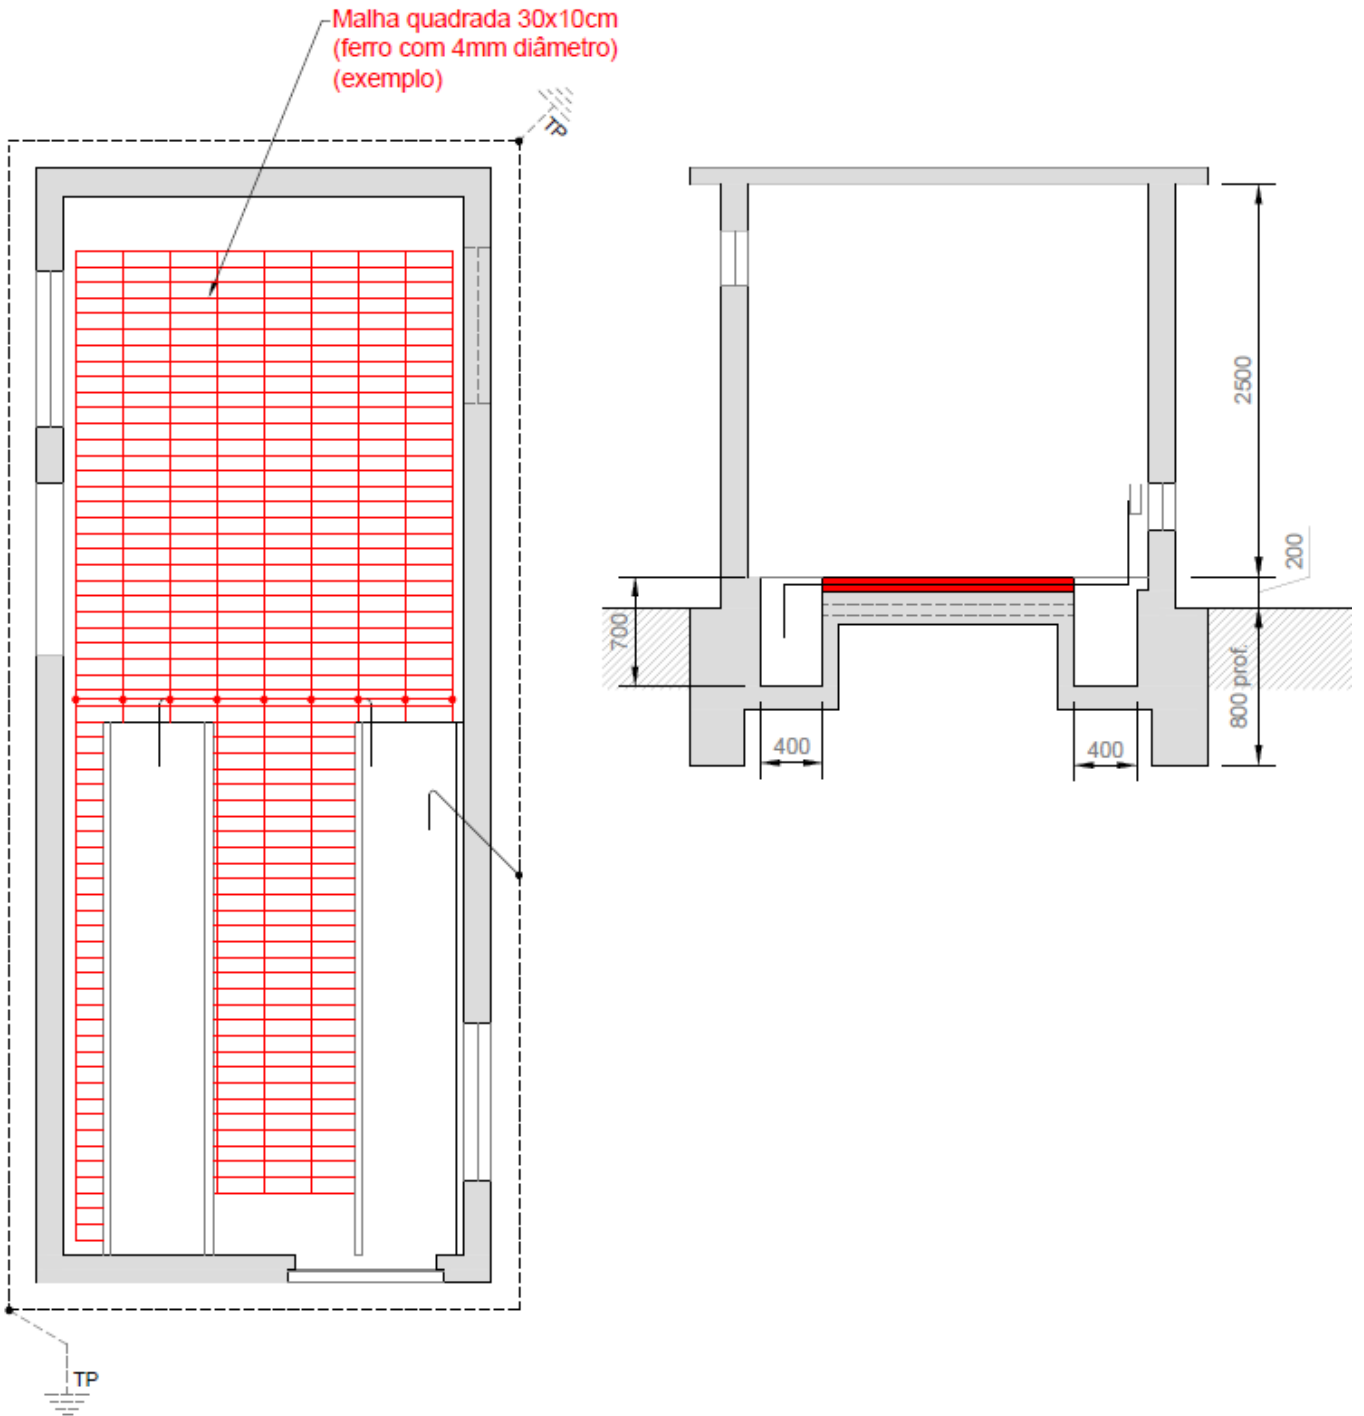 Malha quadrada 30x10cm
(ferro com 4mm diâmetro)
(exemplo)
TP
2500
200
700
800 prof.
400
400
TP